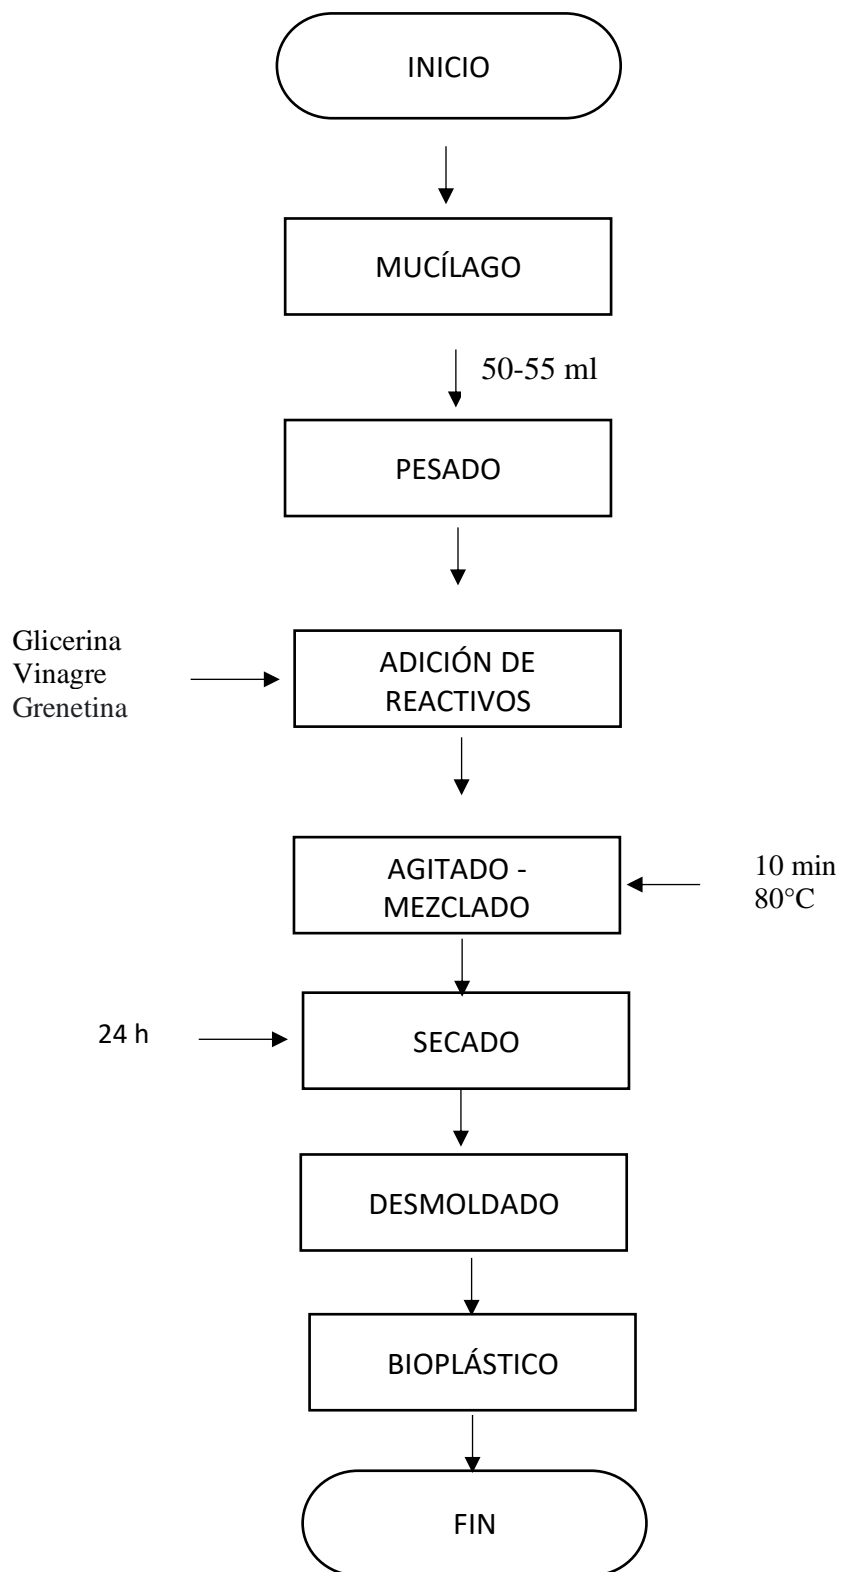 INICIO
MUCÍLAGO
50-55 ml
PESADO
Glicerina
Vinagre
Grenetina
ADICIÓN DE
REACTIVOS
AGITADO -
MEZCLADO
10 min
80°C
24 h
SECADO
DESMOLDADO
BIOPLÁSTICO
FIN